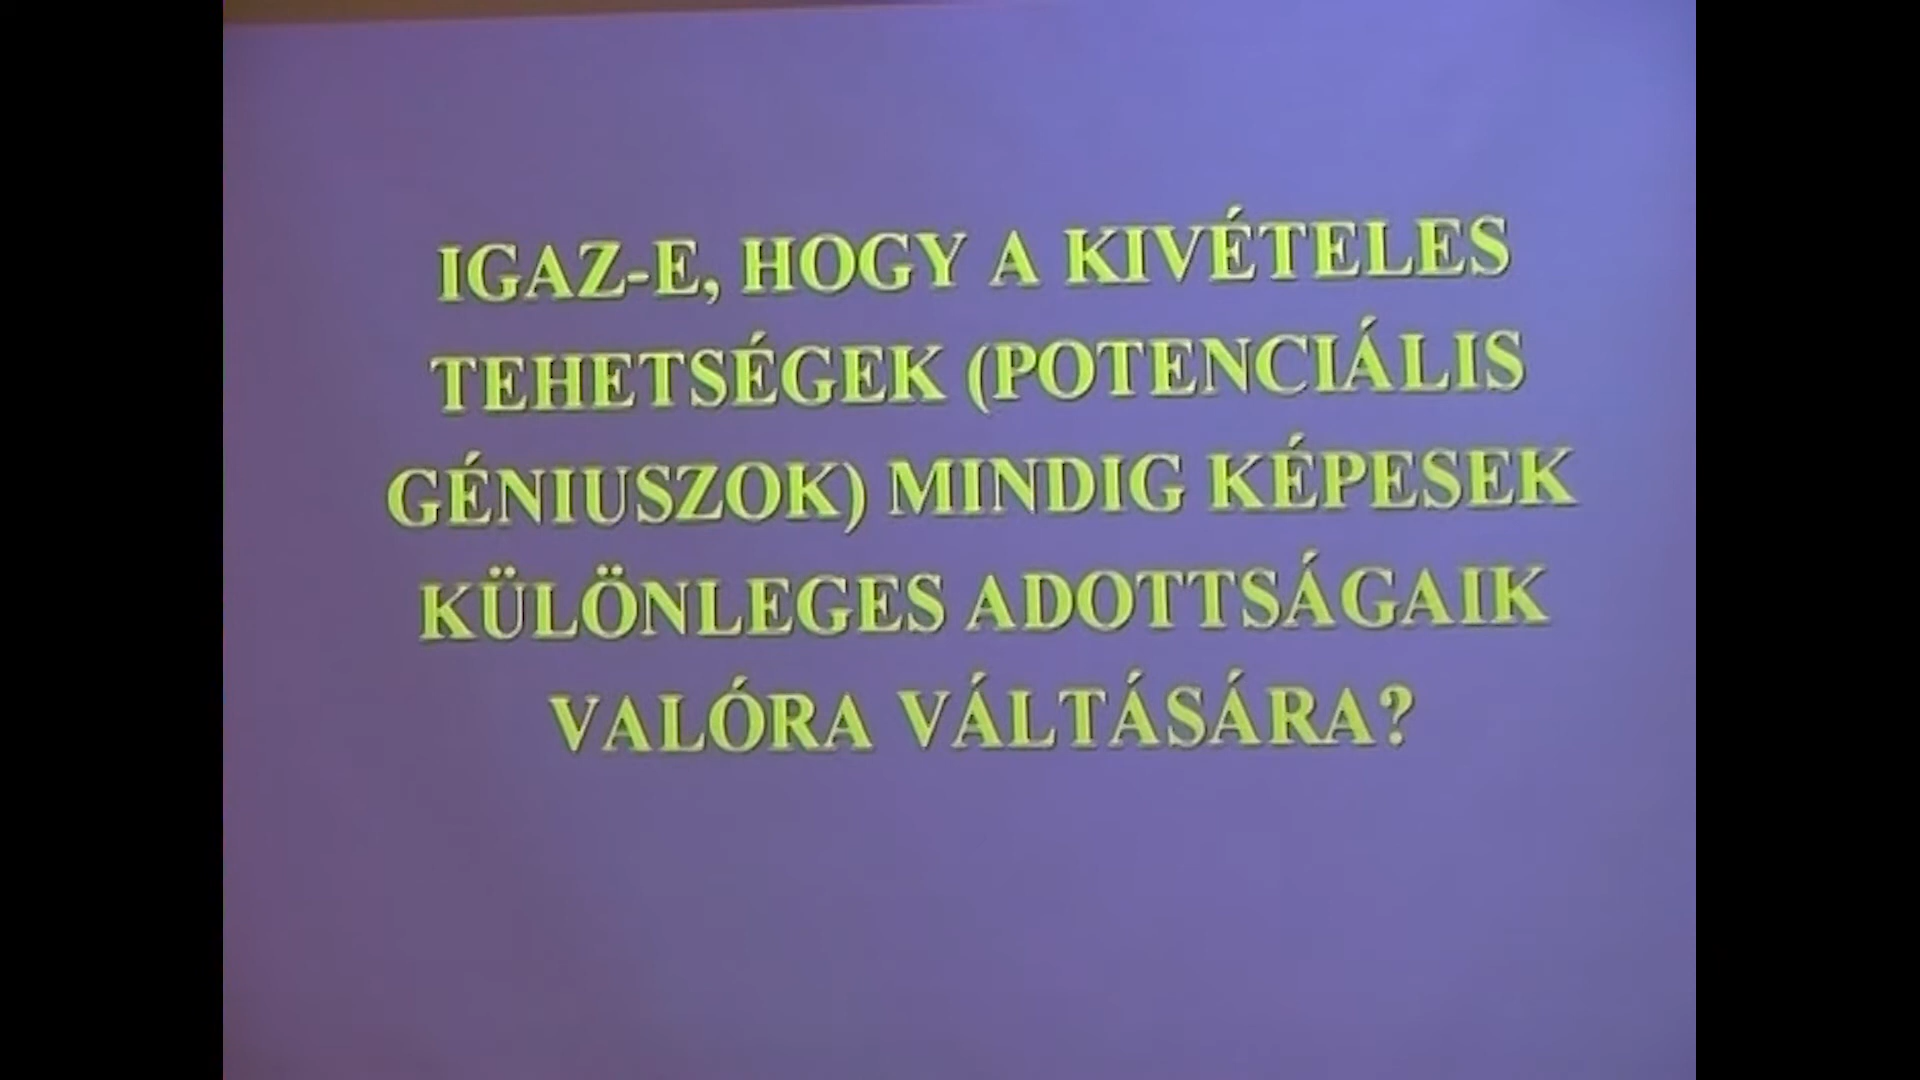 IGAZ-E, HOGY A KIVÉTELES
TEHETSÉGEK (POTENCIÁLIS
GÉNIUSZOK) MINDIG KÉPESEK
KÜLÖNLEGES ADOTTSÁGAIK
VALÓRA VÁLTÁSÁRA?